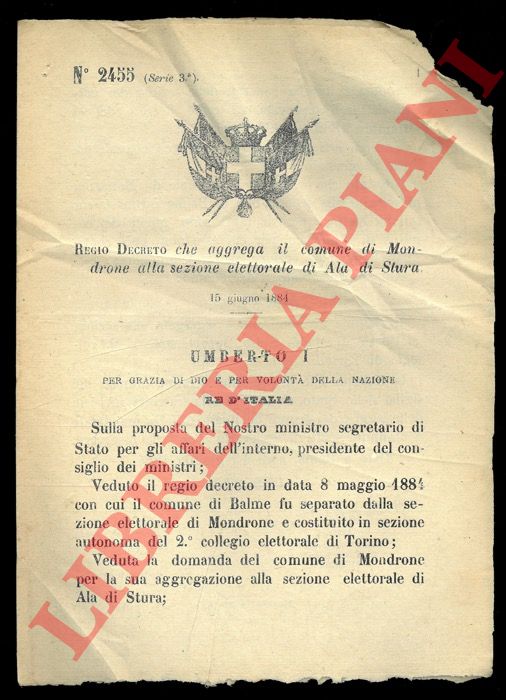 N° 2455 (Serie 3.ª).
REGIO DECRETO che aggrega il comune di Mon-
drone alla sezione elettorale di Ala di Stura
15 giugno 1884
UMBERTO I
PER GRAZIA DI DIO E PER VOLONTÀ DELLA NAZIONE
RE D'ITALIA
Sulla proposta del Nostro ministro segretario di
Stato per gli affari dell'interno, presidente del con-
siglio dei ministri;
Veduto il regio decreto in data 8 maggio 1884
con cui il comune di Balme fu separato dalla se-
zione elettorale di Mondrone e costituito in sezione
autonoma del 2.° collegio elettorale di Torino;
Veduta la domanda del comune di Mondrone
per la sua aggregazione alla sezione elettorale di
Ala di Stura;
LIBRERIA PIANI